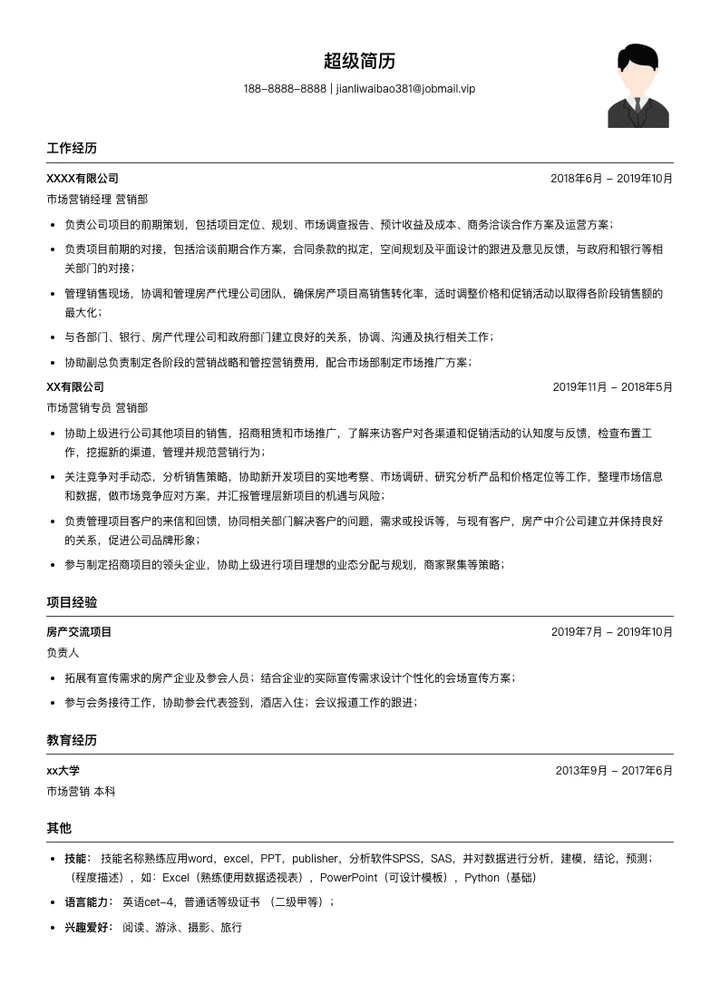 超级简历
188-8888-8888 | jianliwaibao381@jobmail.vip
工作经历
XXXX有限公司 2018年6月 – 2019年10月
市场营销经理 营销部
• 负责公司项目的前期策划，包括项目定位、规划、市场调查报告、预计收益及成本、商务洽谈合作方案及运营方案；
• 负责项目前期的对接，包括洽谈前期合作方案，合同条款的拟定，空间规划及平面设计的跟进及意见反馈，与政府和银行等相
关部门的对接；
• 管理销售现场，协调和管理房产代理公司团队，确保房产项目高销售转化率，适时调整价格和促销活动以取得各阶段销售额的
最大化；
• 与各部门、银行、房产代理公司和政府部门建立良好的关系，协调、沟通及执行相关工作；
• 协助副总负责制定各阶段的营销战略和管控营销费用，配合市场部制定市场推广方案；
XX有限公司 2019年11月 – 2018年5月
市场营销专员 营销部
• 协助上级进行公司其他项目的销售，招商租赁和市场推广，了解来访客户对各渠道和促销活动的认知度与反馈，检查布置工
作，挖掘新的渠道，管理并规范营销行为；
• 关注竞争对手动态，分析销售策略，协助新开发项目的实地考察、市场调研、研究分析产品和价格定位等工作，整理市场信息
和数据，做市场竞争应对方案，并汇报管理层新项目的机遇与风险；
• 负责管理项目客户的来信和回馈，协同相关部门解决客户的问题，需求或投诉等，与现有客户，房产中介公司建立并保持良好
的关系，促进公司品牌形象；
• 参与制定招商项目的领头企业，协助上级进行项目理想的业态分配与规划，商家聚集等策略；
项目经验
房产交流项目 2019年7月 – 2019年10月
负责人
• 拓展有宣传需求的房产企业及参会人员；结合企业的实际宣传需求设计个性化的会场宣传方案；
• 参与会务接待工作，协助参会代表签到，酒店入住；会议报道工作的跟进；
教育经历
xx大学 2013年9月 – 2017年6月
市场营销 本科
其他
• 技能： 技能名称熟练应用word，excel，PPT，publisher，分析软件SPSS，SAS，并对数据进行分析，建模，结论，预测；
（程度描述），如：Excel（熟练使用数据透视表），PowerPoint（可设计模板），Python（基础）
• 语言能力： 英语cet-4，普通话等级证书 （二级甲等）；
• 兴趣爱好： 阅读、游泳、摄影、旅行